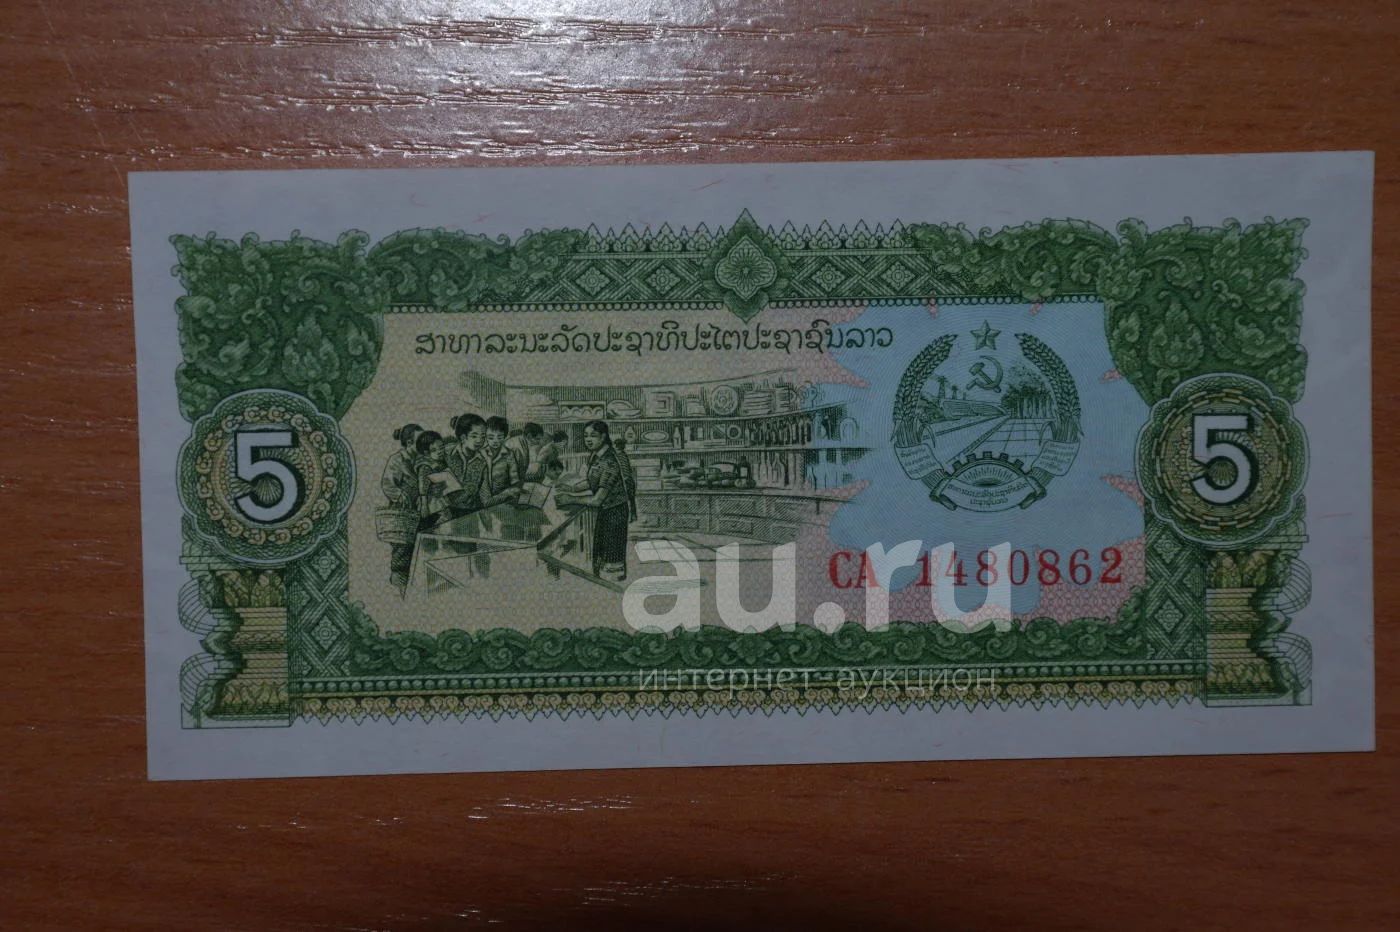 ສາທາລະນະລັດປະຊາທິປະໄຕປະຊາຊົນລາວ
5
5
CA 1480862
au.ru
интернет-аукцион